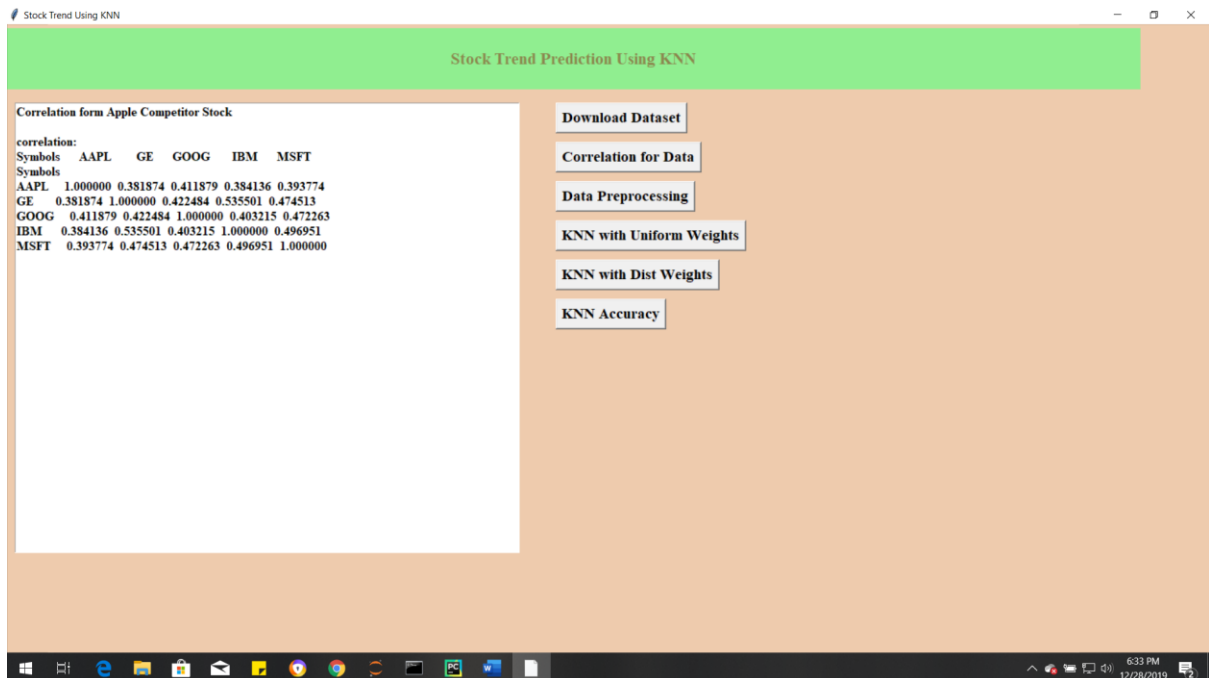 Stock Trend Using KNN
Stock Trend Prediction Using KNN
Correlation form Apple Competitor Stock
correlation:
Symbols AAPL GE GOOG IBM MSFT
Symbols
AAPL 1.000000 0.381874 0.411879 0.384136 0.393774
GE 0.381874 1.000000 0.422484 0.535501 0.474513
GOOG 0.411879 0.422484 1.000000 0.403215 0.472263
IBM 0.384136 0.535501 0.403215 1.000000 0.496951
MSFT 0.393774 0.474513 0.472263 0.496951 1.000000
Download Dataset
Correlation for Data
Data Preprocessing
KNN with Uniform Weights
KNN with Dist Weights
KNN Accuracy
PC
W
6:33 PM
12/28/2019
2